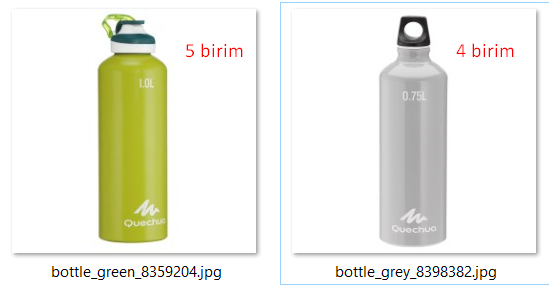 5 birim
1.0L
Quechua
bottle_green_8359204.jpg
4 birim
0.75L
Quechua
bottle_grey_8398382.jpg